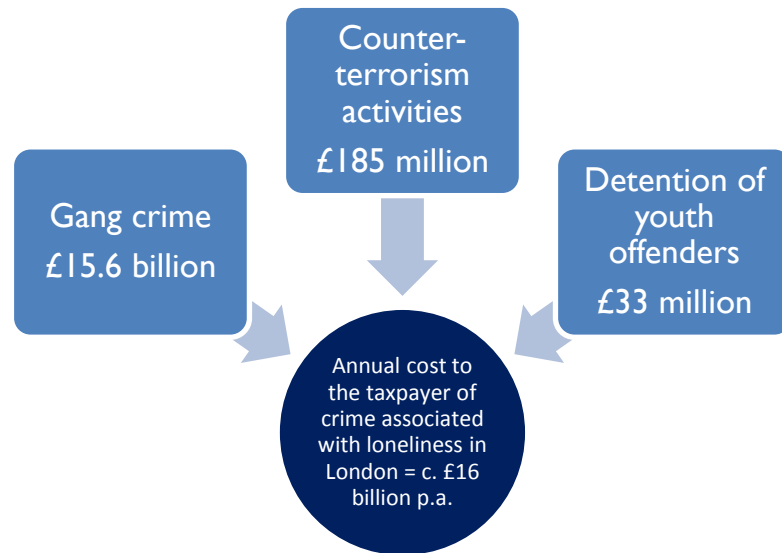 Counter-
terrorism
activities
£185 million
Gang crime
£15.6 billion
Detention of
youth
offenders
£33 million
Annual cost to
the taxpayer of
crime associated
with loneliness in
London = c. £16
billion p.a.